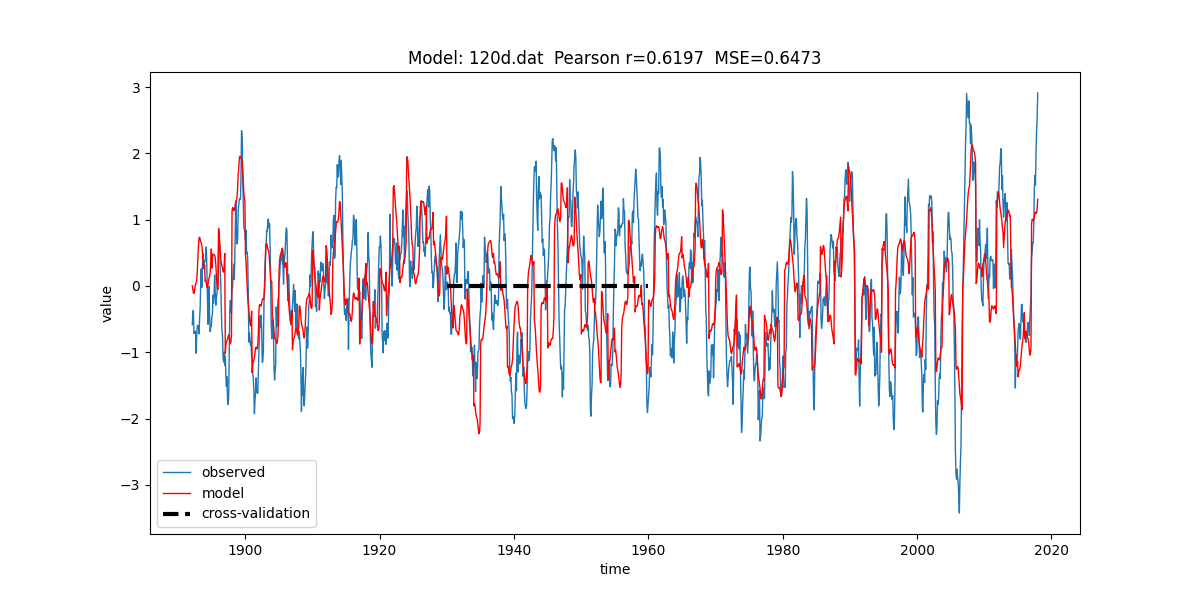 Model: 120d.dat  Pearson r=0.6197  MSE=0.6473
value
3
2
1
0
−1
−2
−3
observed
model
cross-validation
1900 1920 1940 1960 1980 2000 2020
time